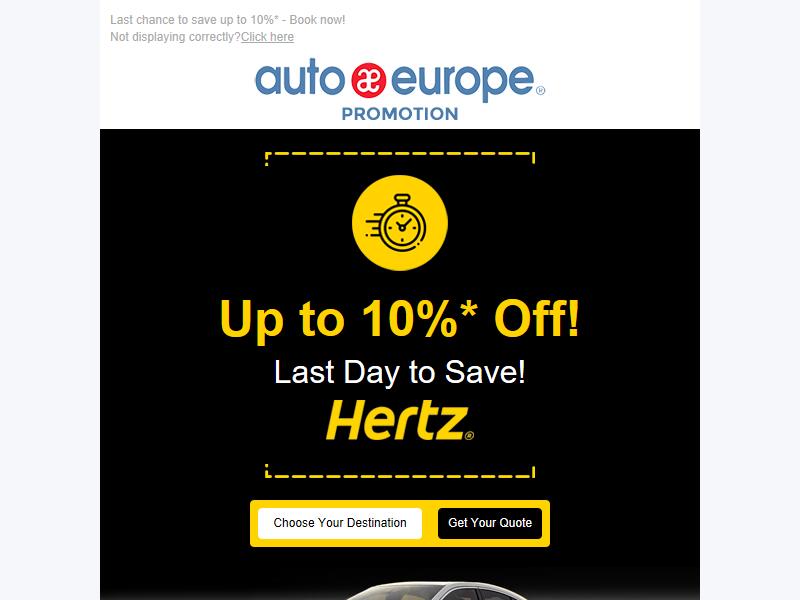 Last chance to save up to 10%* - Book now!
Not displaying correctly?Click here
auto æ europe®
PROMOTION
Up to 10%* Off!
Last Day to Save!
Hertz®
Choose Your Destination
Get Your Quote